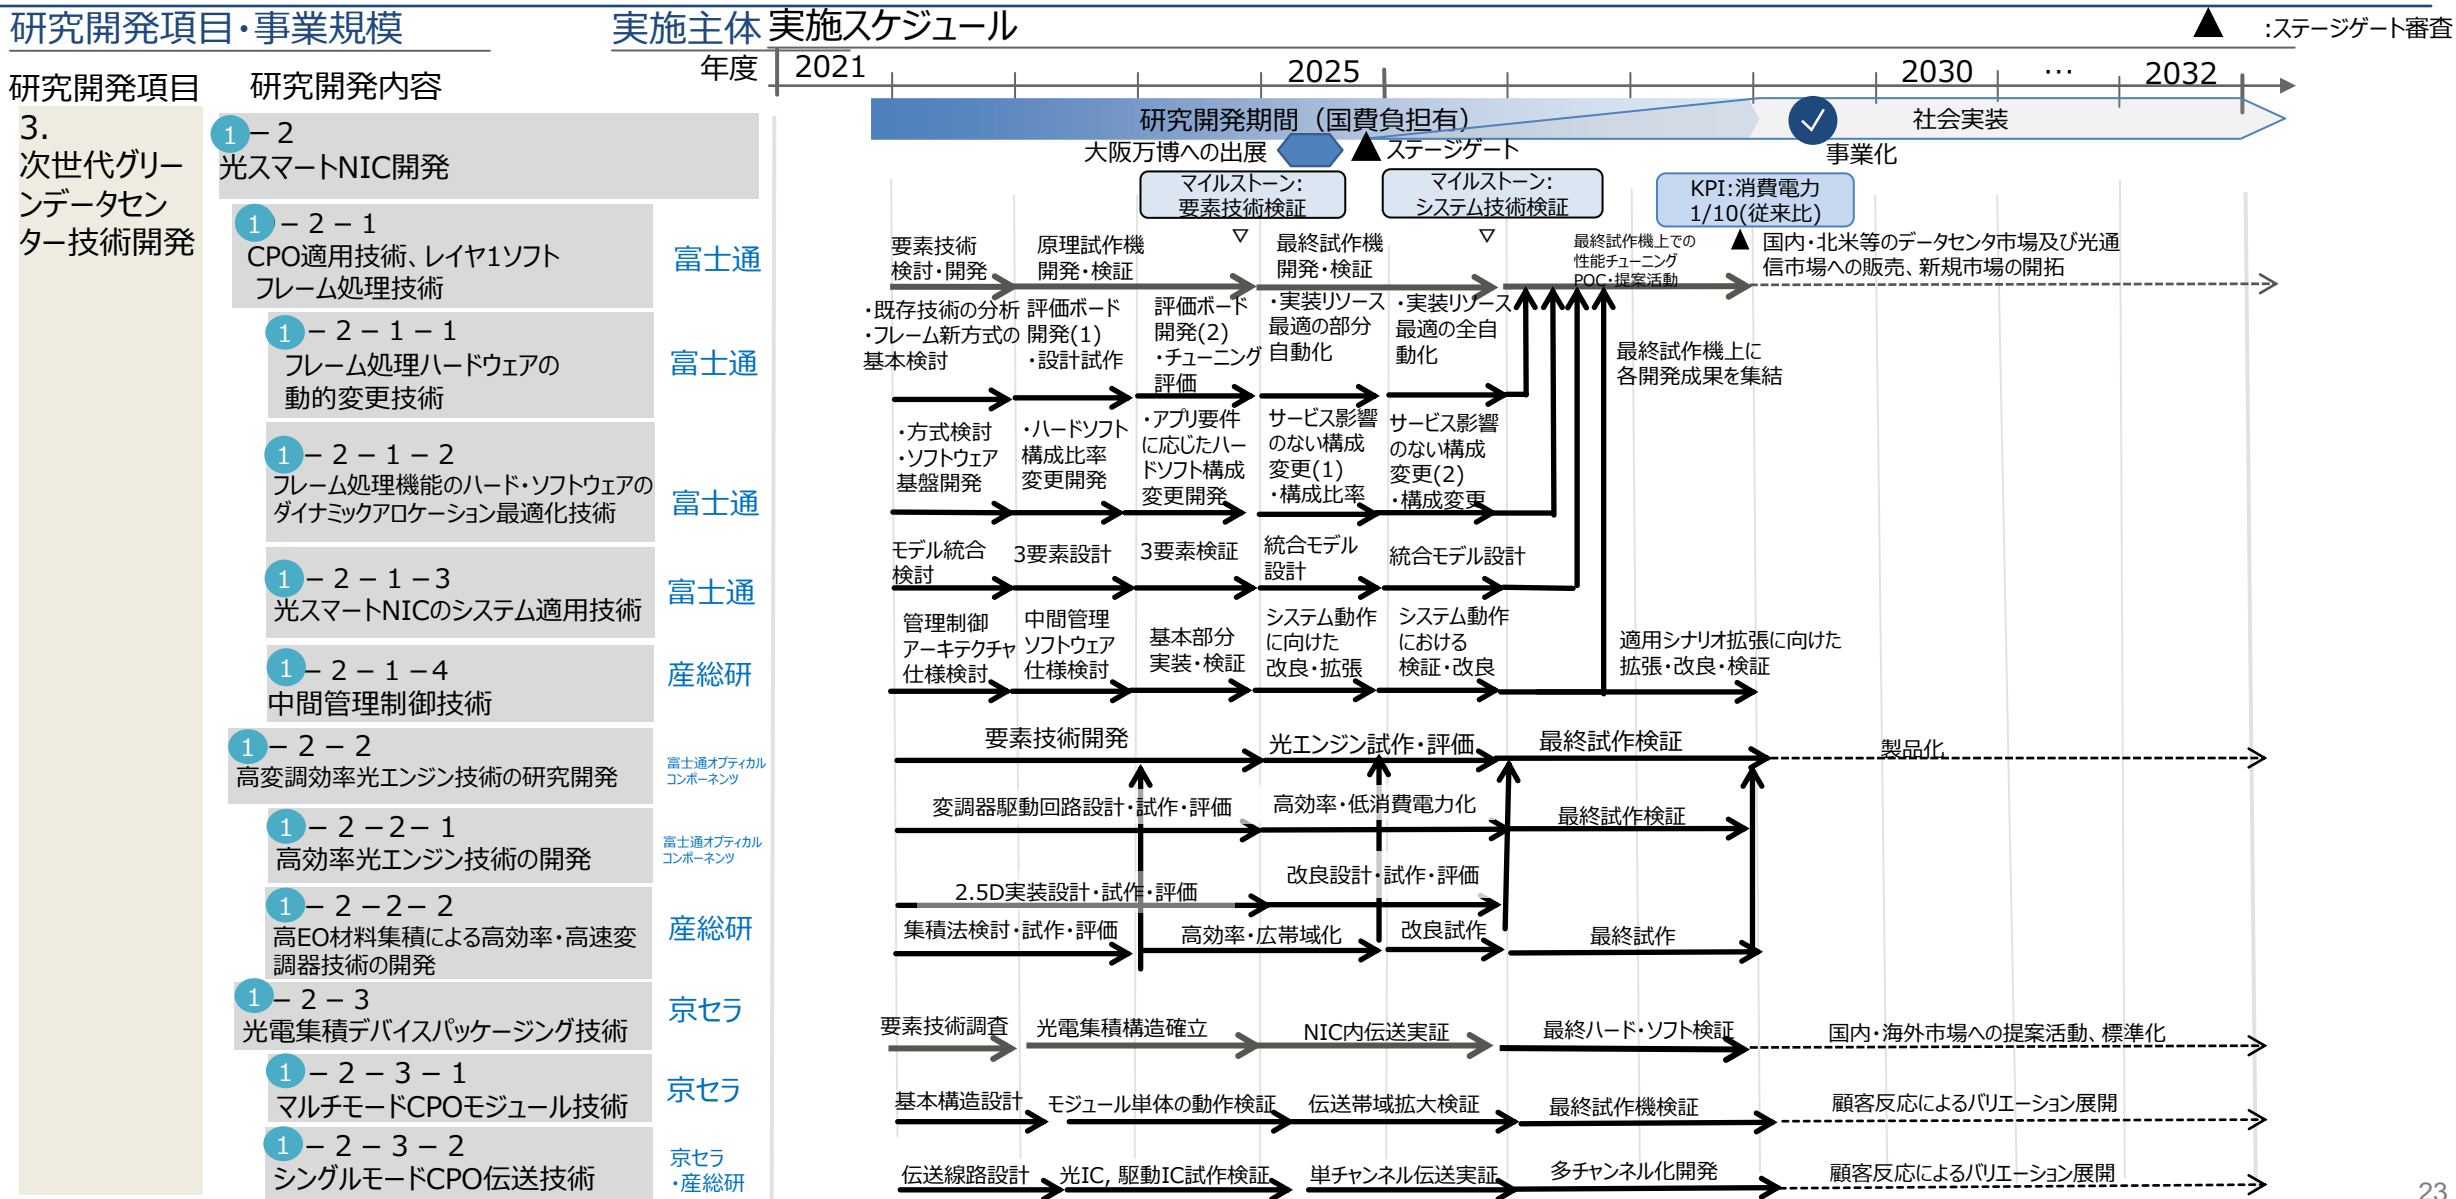 研究開発項目・事業規模
実施主体
実施スケジュール
▲ :ステージゲート審査
年度
2021
2025
2030
…
2032
研究開発項目
研究開発内容
研究開発期間（国費負担有）
社会実装
大阪万博への出展
ステージゲート
事業化
マイルストーン:
要素技術検証
マイルストーン:
システム技術検証
KPI:消費電力
1/10(従来比)
3.
次世代グリー
ンデータセン
ター技術開発
1－2
光スマートNIC開発
1－2－1
CPO適用技術、レイヤ1ソフト
フレーム処理技術
富士通
要素技術
検討・開発
原理試作機
開発・検証
最終試作機
開発・検証
最終試作機上での
性能チューニング
POC・提案活動
国内・北米等のデータセンタ市場及び光通
信市場への販売、新規市場の開拓
1－2－1－1
フレーム処理ハードウェアの
動的変更技術
富士通
・既存技術の分析
・フレーム新方式の
基本検討
評価ボード
開発(1)
・設計試作
評価ボード
開発(2)
・チューニング
評価
・実装リソース
最適の部分
自動化
・実装リソース
最適の全自
動化
最終試作機上に
各開発成果を集結
1－2－1－2
フレーム処理機能のハード・ソフトウェアの
ダイナミックアロケーション最適化技術
富士通
・方式検討
・ソフトウェア
基盤開発
・ハードソフト
構成比率
変更開発
・アプリ要件
に応じたハー
ドソフト構成
変更開発
サービス影響
のない構成
変更(1)
・構成比率
サービス影響
のない構成
変更(2)
・構成変更
1－2－1－3
光スマートNICのシステム適用技術
富士通
モデル統合
検討
3要素設計
3要素検証
統合モデル
設計
統合モデル設計
1－2－1－4
中間管理制御技術
産総研
管理制御
アーキテクチャ
仕様検討
中間管理
ソフトウェア
仕様検討
基本部分
実装・検証
システム動作
に向けた
改良・拡張
システム動作
における
検証・改良
適用シナリオ拡張に向けた
拡張・改良・検証
1－2－2
高変調効率光エンジン技術の研究開発
富士通オプティカル
コンポーネンツ
要素技術開発
光エンジン試作・評価
最終試作検証
製品化
1－2－2－1
高効率光エンジン技術の開発
富士通オプティカル
コンポーネンツ
変調器駆動回路設計・試作・評価
高効率・低消費電力化
最終試作検証
2.5D実装設計・試作・評価
改良設計・試作・評価
1－2－2－2
高EO材料集積による高効率・高速変
調器技術の開発
産総研
集積法検討・試作・評価
高効率・広帯域化
改良試作
最終試作
1－2－3
光電集積デバイスパッケージング技術
京セラ
要素技術調査
光電集積構造確立
NIC内伝送実証
最終ハード・ソフト検証
国内・海外市場への提案活動、標準化
1－2－3－1
マルチモードCPOモジュール技術
京セラ
基本構造設計
モジュール単体の動作検証
伝送帯域拡大検証
最終試作機検証
顧客反応によるバリエーション展開
1－2－3－2
シングルモードCPO伝送技術
京セラ
・産総研
伝送線路設計
光IC, 駆動IC試作検証
単チャンネル伝送実証
多チャンネル化開発
顧客反応によるバリエーション展開
23